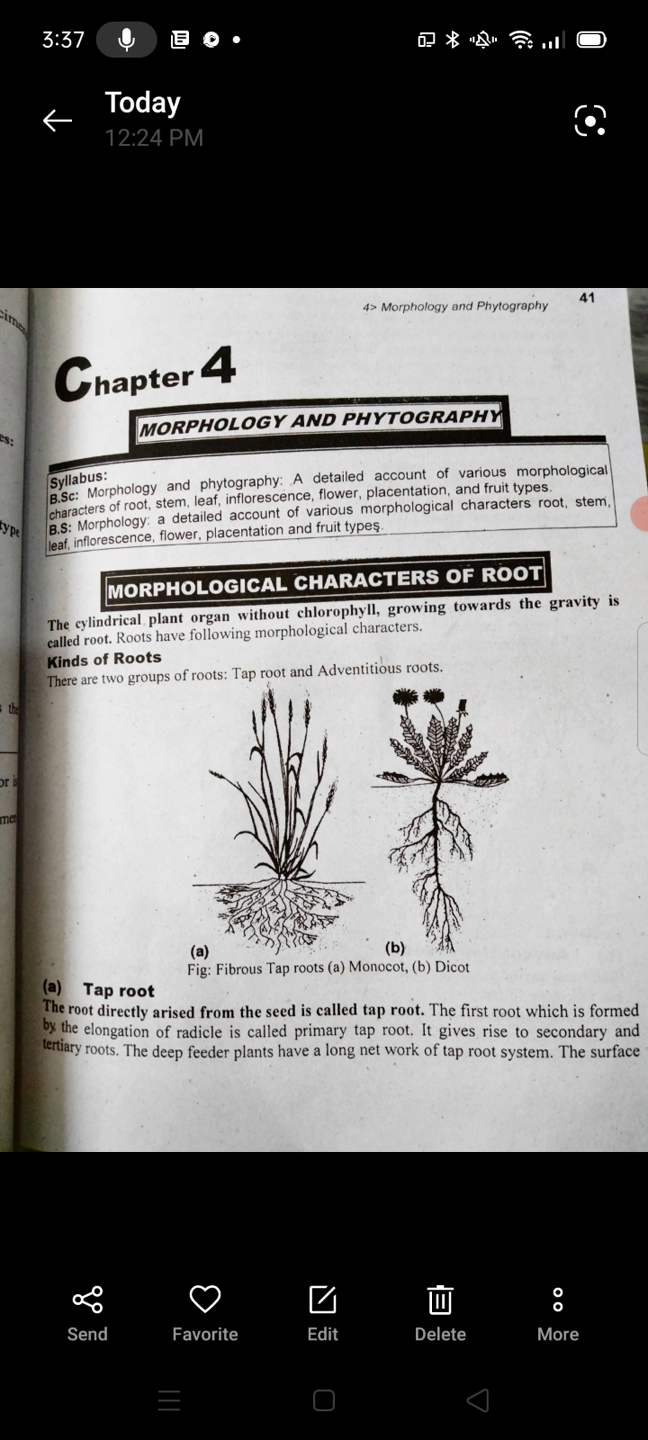 3:37
Today
12:24 PM
4> Morphology and Phytography 41
Chapter 4
MORPHOLOGY AND PHYTOGRAPHY
Syllabus:
B.Sc: Morphology and phytography: A detailed account of various morphological
characters of root, stem, leaf, inflorescence, flower, placentation, and fruit types.
B.S: Morphology: a detailed account of various morphological characters root, stem,
leaf, inflorescence, flower, placentation and fruit types.
MORPHOLOGICAL CHARACTERS OF ROOT
The cylindrical plant organ without chlorophyll, growing towards the gravity is
called root. Roots have following morphological characters.
Kinds of Roots
There are two groups of roots: Tap root and Adventitious roots.
(a) (b)
Fig: Fibrous Tap roots (a) Monocot, (b) Dicot
(a) Tap root
The root directly arised from the seed is called tap root. The first root which is formed
by the elongation of radicle is called primary tap root. It gives rise to secondary and
tertiary roots. The deep feeder plants have a long net work of tap root system. The surface
Send Favorite Edit Delete More